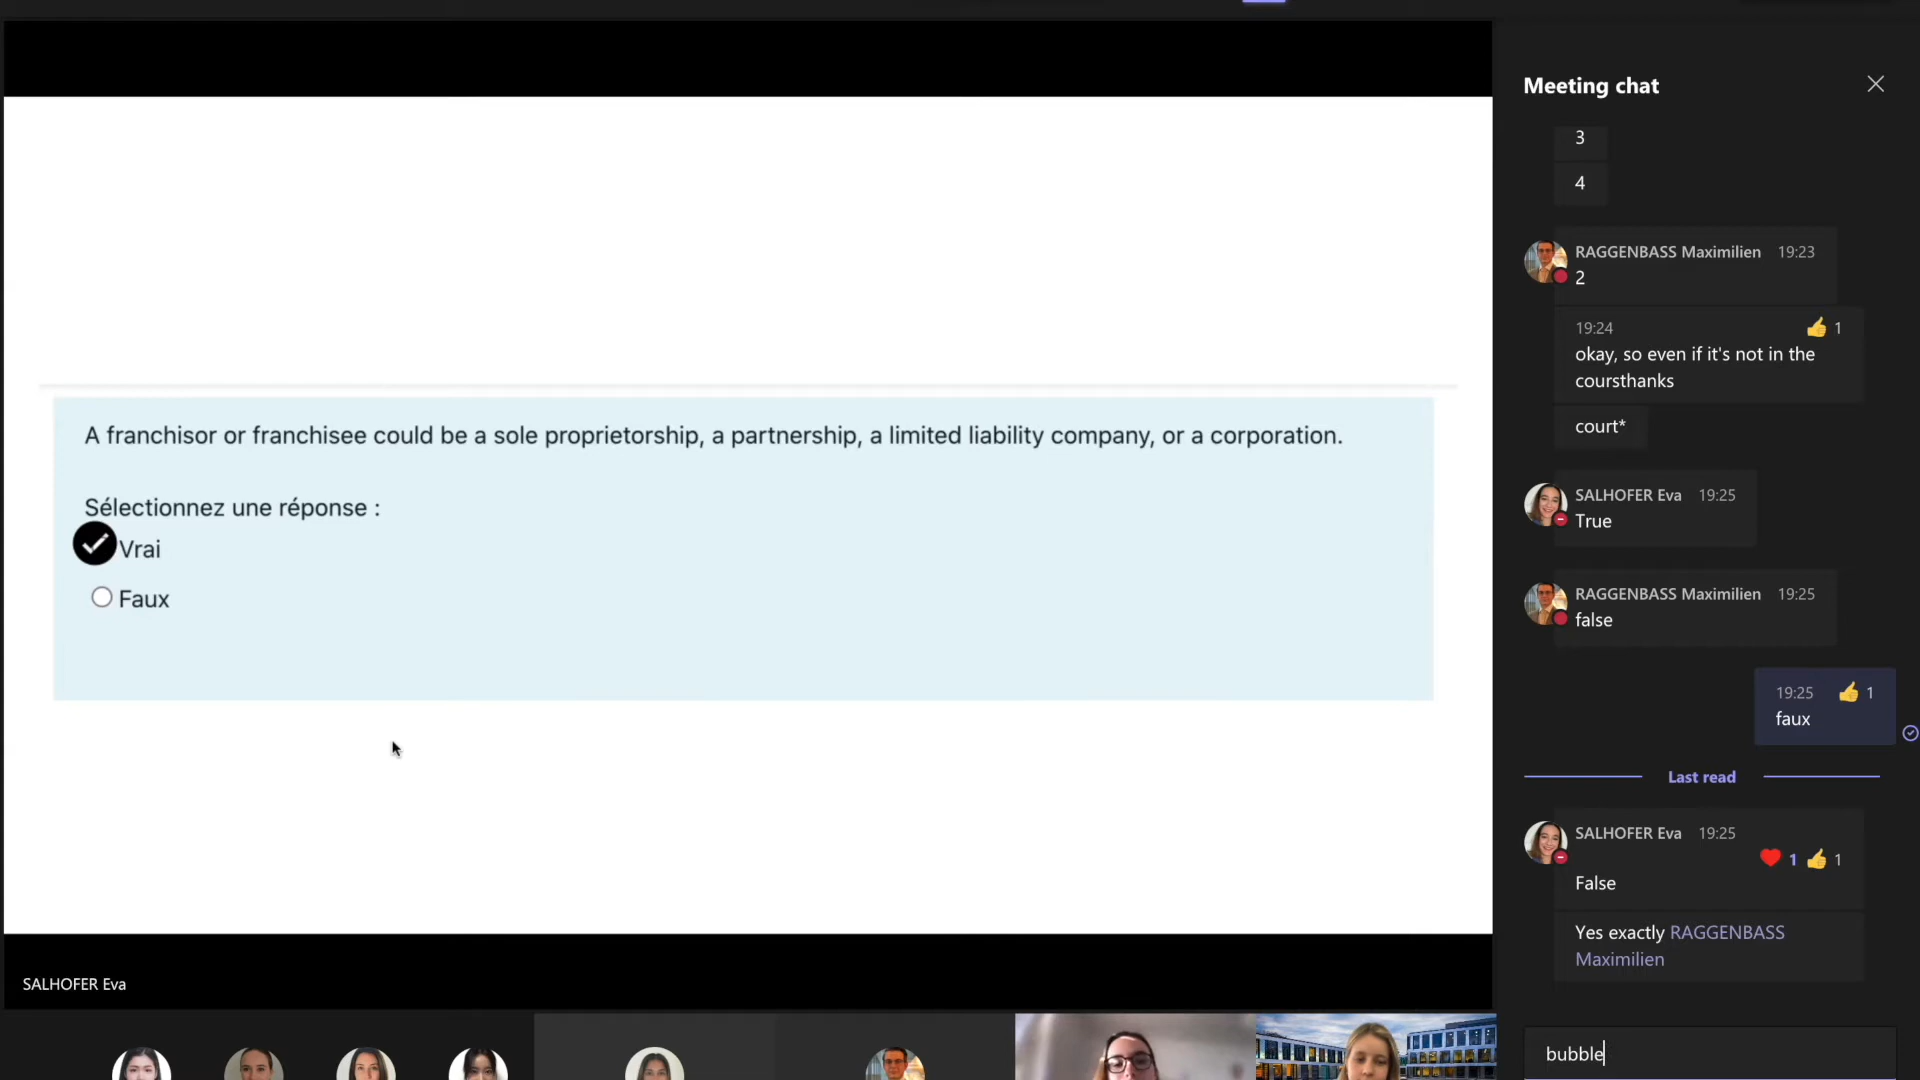 A franchisor or franchisee could be a sole proprietorship, a partnership, a limited liability company, or a corporation.
Sélectionnez une réponse :
Vrai
Faux
SALHOFER Eva
Meeting chat
3
4
RAGGENBASS Maximilien 19:23
2
19:24 1
okay, so even if it's not in the
coursthanks
court*
SALHOFER Eva 19:25
True
RAGGENBASS Maximilien 19:25
false
19:25 1
faux
Last read
SALHOFER Eva 19:25
1 1
False
Yes exactly RAGGENBASS
Maximilien
bubble